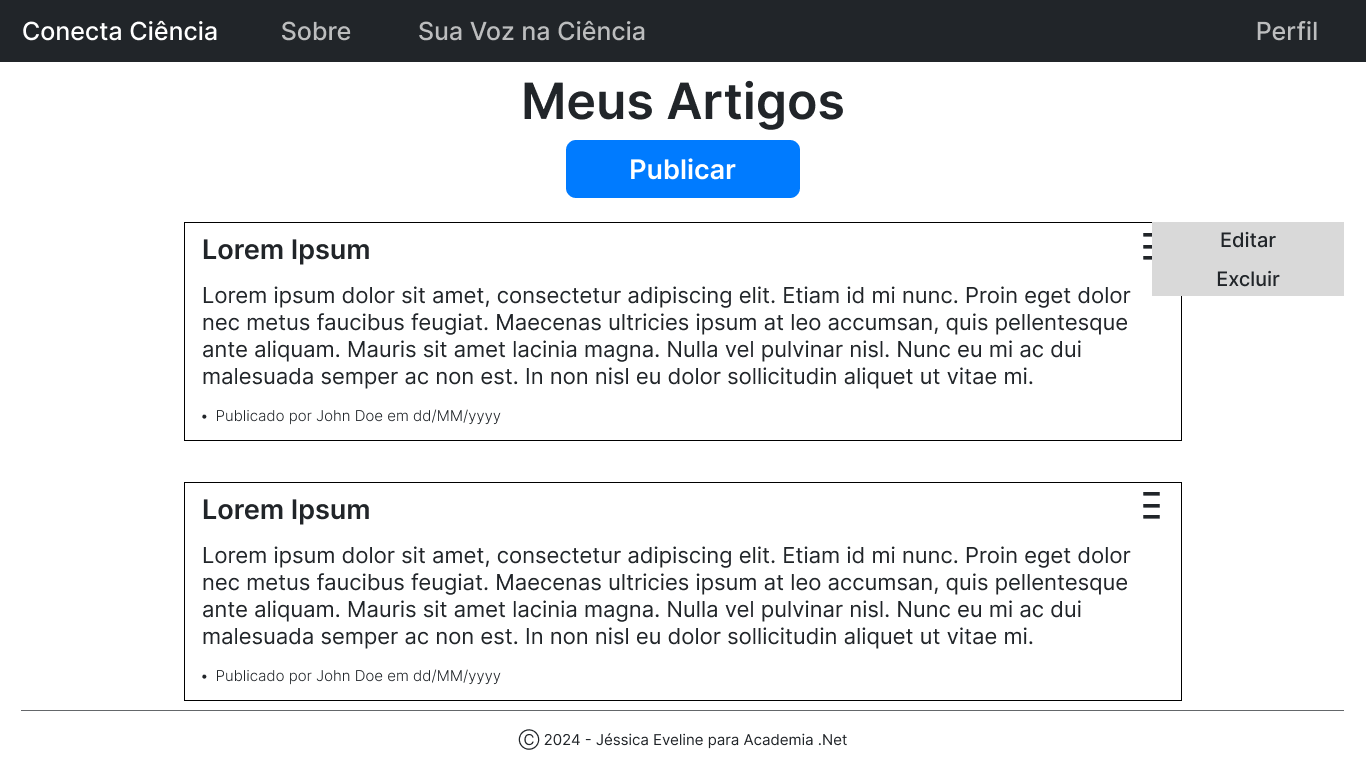 Conecta Ciência Sobre Sua Voz na Ciência Perfil
Meus Artigos
Publicar
Lorem Ipsum
Editar
Excluir
Lorem ipsum dolor sit amet, consectetur adipiscing elit. Etiam id mi nunc. Proin eget dolor
nec metus faucibus feugiat. Maecenas ultricies ipsum at leo accumsan, quis pellentesque
ante aliquam. Mauris sit amet lacinia magna. Nulla vel pulvinar nisl. Nunc eu mi ac dui
malesuada semper ac non est. In non nisl eu dolor sollicitudin aliquet ut vitae mi.
• Publicado por John Doe em dd/MM/yyyy
Lorem Ipsum
Lorem ipsum dolor sit amet, consectetur adipiscing elit. Etiam id mi nunc. Proin eget dolor
nec metus faucibus feugiat. Maecenas ultricies ipsum at leo accumsan, quis pellentesque
ante aliquam. Mauris sit amet lacinia magna. Nulla vel pulvinar nisl. Nunc eu mi ac dui
malesuada semper ac non est. In non nisl eu dolor sollicitudin aliquet ut vitae mi.
• Publicado por John Doe em dd/MM/yyyy
Ⓒ 2024 - Jéssica Eveline para Academia .Net